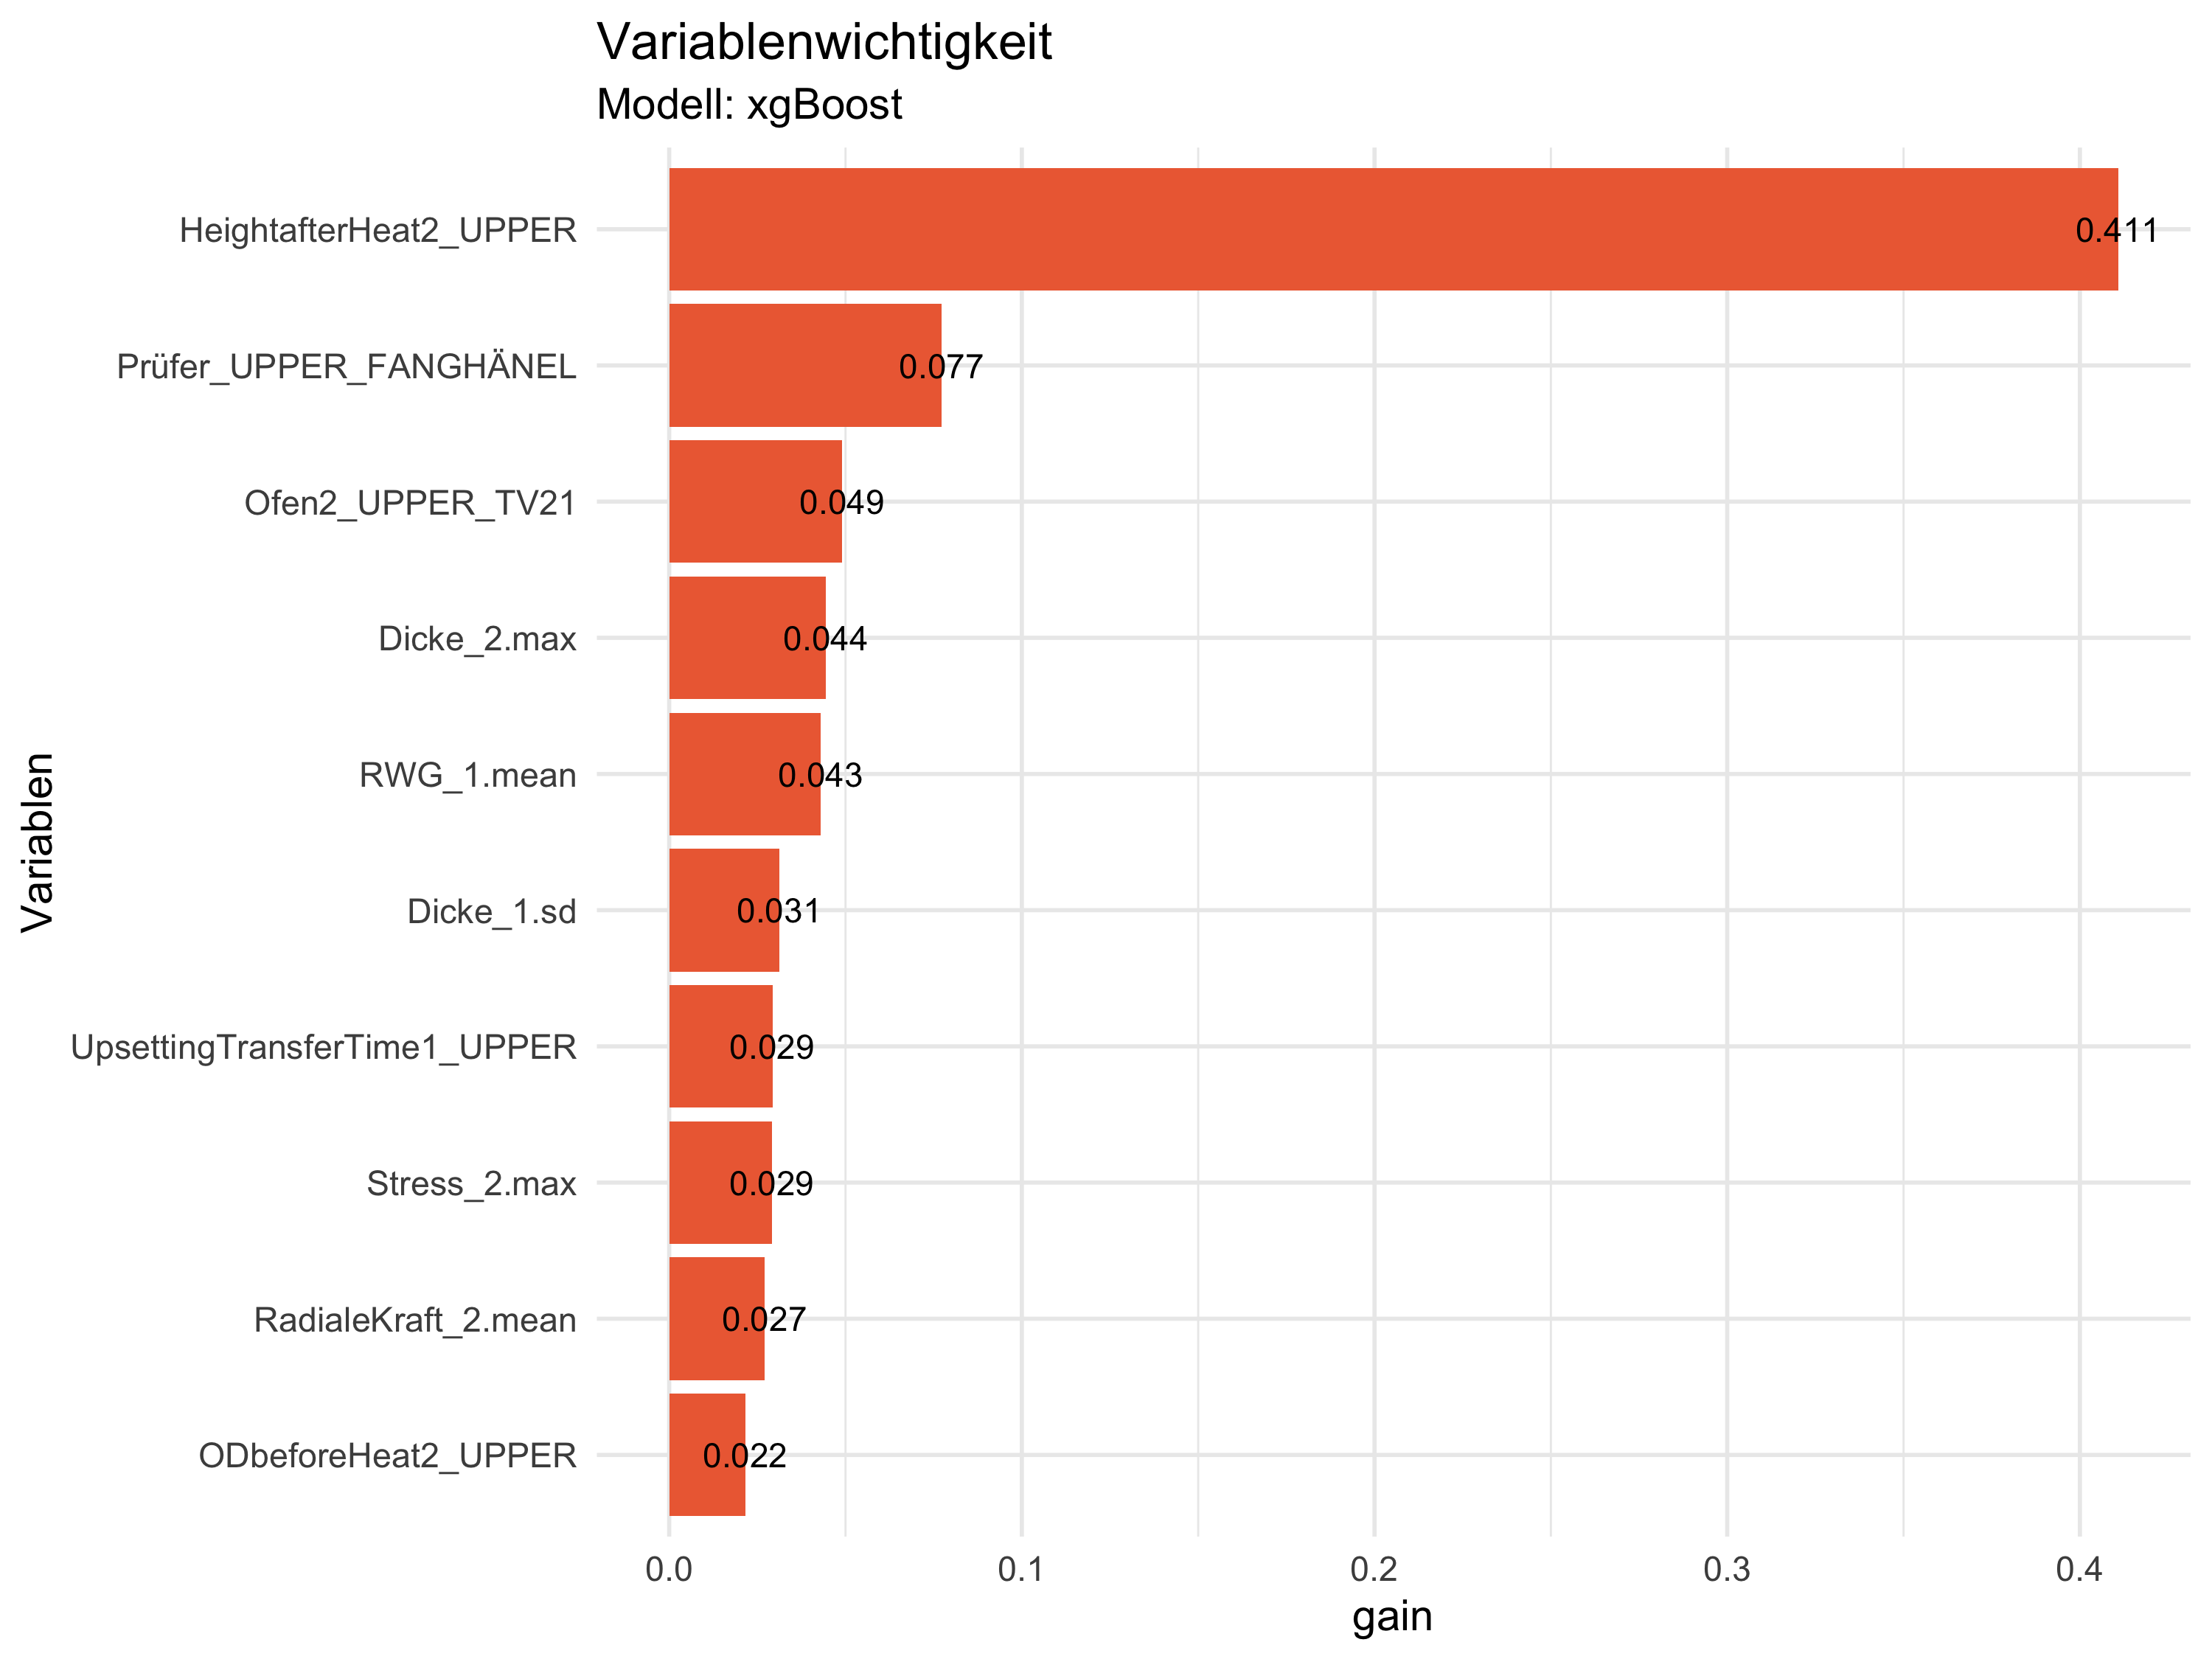 Variablenwichtigkeit
Modell: xgBoost
Variablen
HeightafterHeat2_UPPER 0.411
Prüfer_UPPER_FANGHÄNEL 0.077
Ofen2_UPPER_TV21 0.049
Dicke_2.max 0.044
RWG_1.mean 0.043
Dicke_1.sd 0.031
UpsettingTransferTime1_UPPER 0.029
Stress_2.max 0.029
RadialeKraft_2.mean 0.027
ODbeforeHeat2_UPPER 0.022
0.0 0.1 0.2 0.3 0.4
gain